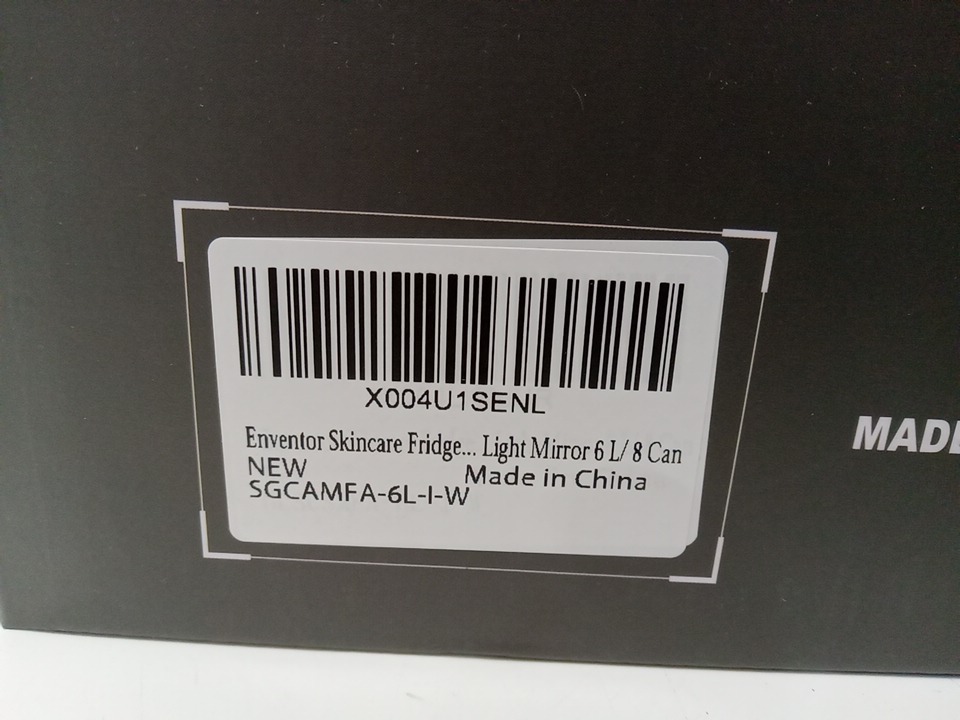 X004U1SENL
Enventor Skincare Fridge... Light Mirror 6 L/ 8 Can
NEW
Made in China
SGCAMFA-6L-I-W
MADE